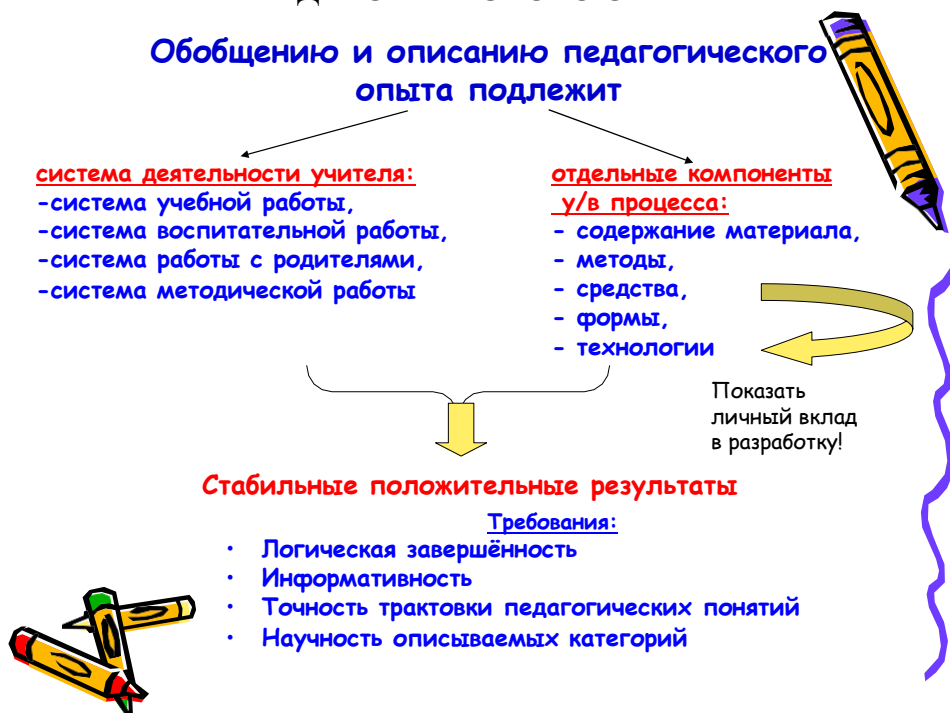 Обобщению и описанию педагогического
опыта подлежит
система деятельности учителя:
-система учебной работы,
-система воспитательной работы,
-система работы с родителями,
-система методической работы
отдельные компоненты
у/в процесса:
- содержание материала,
- методы,
- средства,
- формы,
- технологии
Показать
личный вклад
в разработку!
Стабильные положительные результаты
Требования:
• Логическая завершённость
• Информативность
• Точность трактовки педагогических понятий
• Научность описываемых категорий